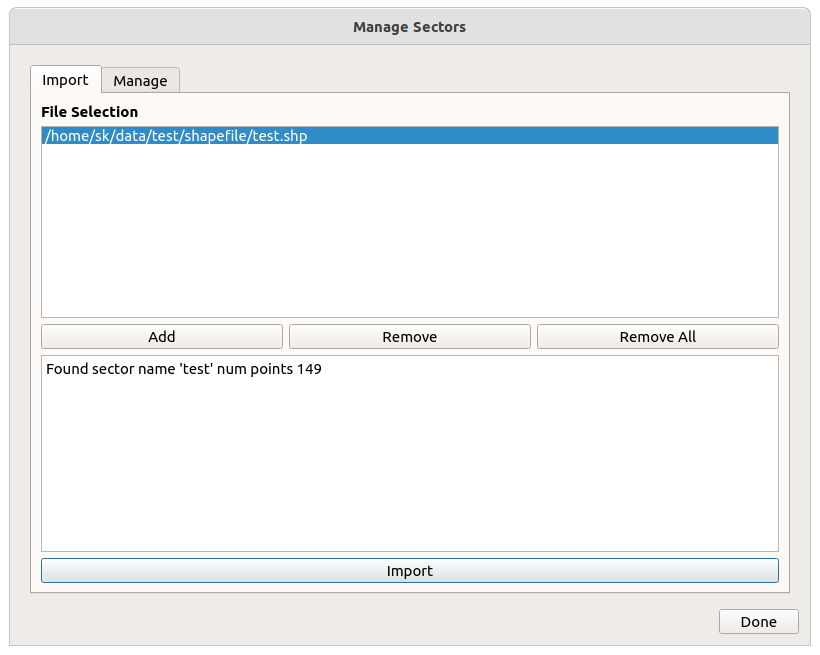 Manage Sectors
Import Manage
File Selection
/home/sk/data/test/shapefile/test.shp
Add Remove Remove All
Found sector name 'test' num points 149
Import
Done